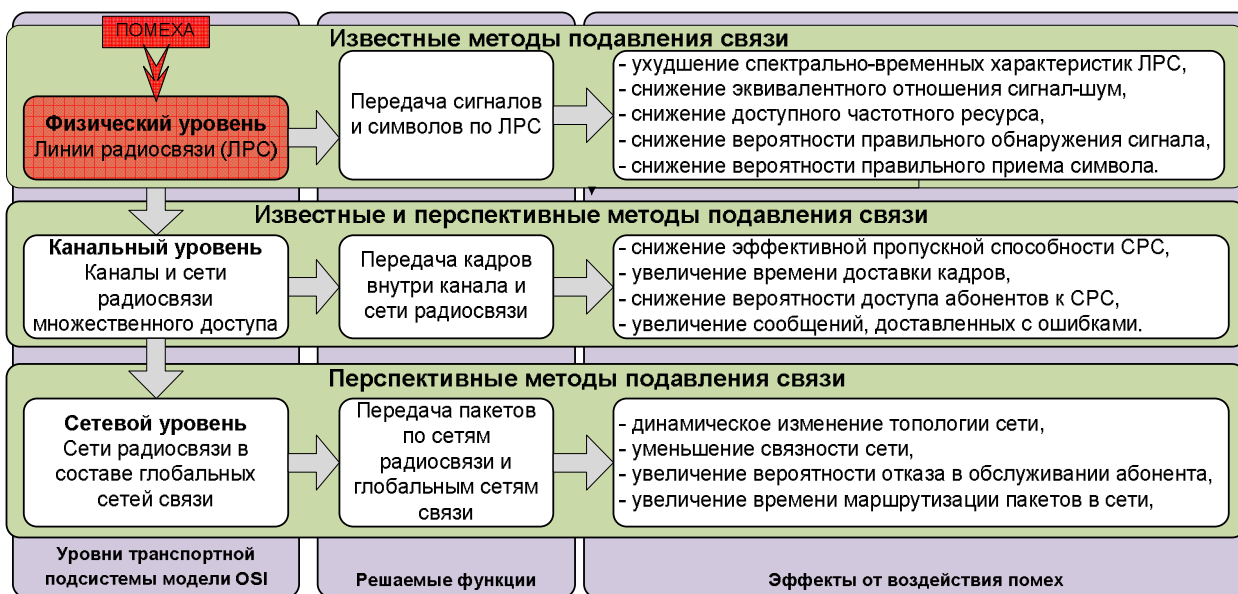 ПОМЕХА
Известные методы подавления связи
Физический уровень
Линии радиосвязи (ЛРС)
Передача сигналов
и символов по ЛРС
- ухудшение спектрально-временных характеристик ЛРС,
- снижение эквивалентного отношения сигнал-шум,
- снижение доступного частотного ресурса,
- снижение вероятности правильного обнаружения сигнала,
- снижение вероятности правильного приема символа.
Известные и перспективные методы подавления связи
Канальный уровень
Каналы и сети
радиосвязи
множественного доступа
Передача кадров
внутри канала и
сети радиосвязи
- снижение эффективной пропускной способности СРС,
- увеличение времени доставки кадров,
- снижение вероятности доступа абонентов к СРС,
- увеличение сообщений, доставленных с ошибками.
Перспективные методы подавления связи
Сетевой уровень
Сети радиосвязи в
составе глобальных
сетей связи
Передача пакетов
по сетям
радиосвязи и
глобальным сетям
связи
- динамическое изменение топологии сети,
- уменьшение связности сети,
- увеличение вероятности отказа в обслуживании абонента,
- увеличение времени маршрутизации пакетов в сети,
Уровни транспортной
подсистемы модели OSI
Решаемые функции
Эффекты от воздействия помех